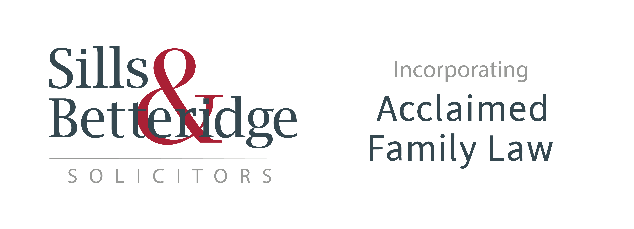 Sills &
Betteridge
SOLICITORS
Incorporating
Acclaimed
Family Law